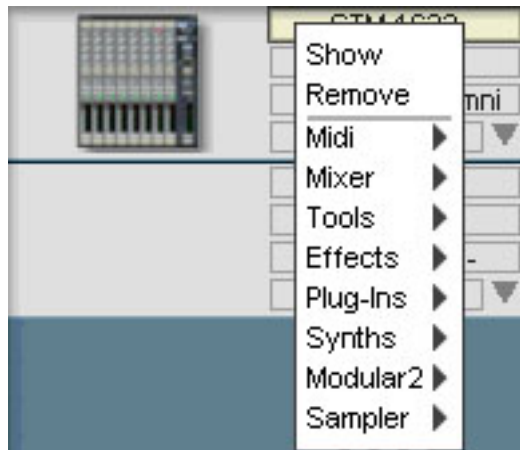 Show
Remove
mni
Midi
Mixer
Tools
Effects
-
Plug-Ins
Synths
Modular2
Sampler